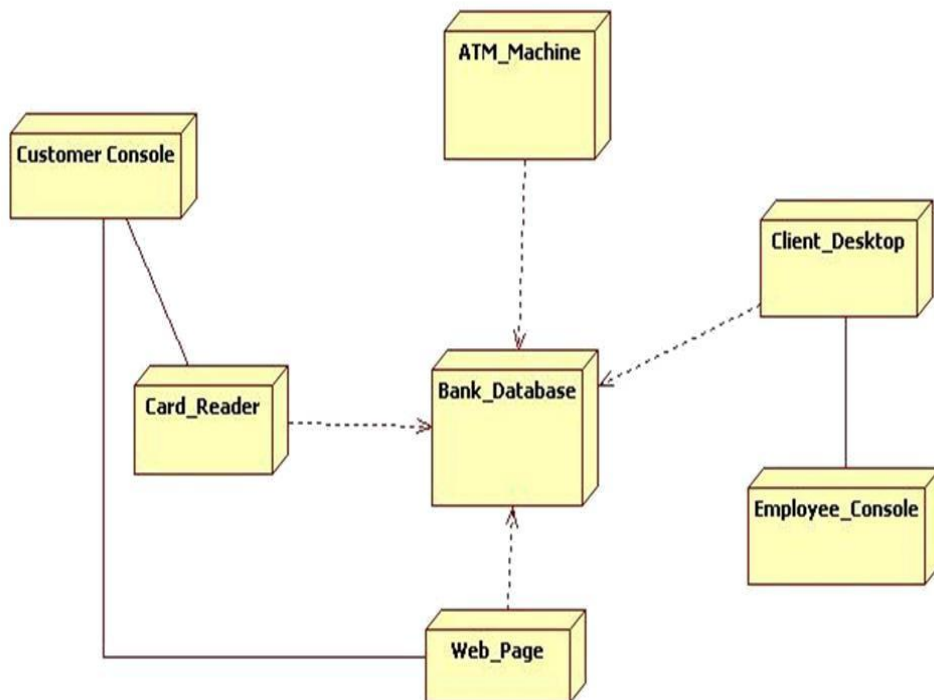 ATM_Machine
Customer Console
Client_Desktop
Card_Reader
Bank_Database
Employee_Console
Web_Page